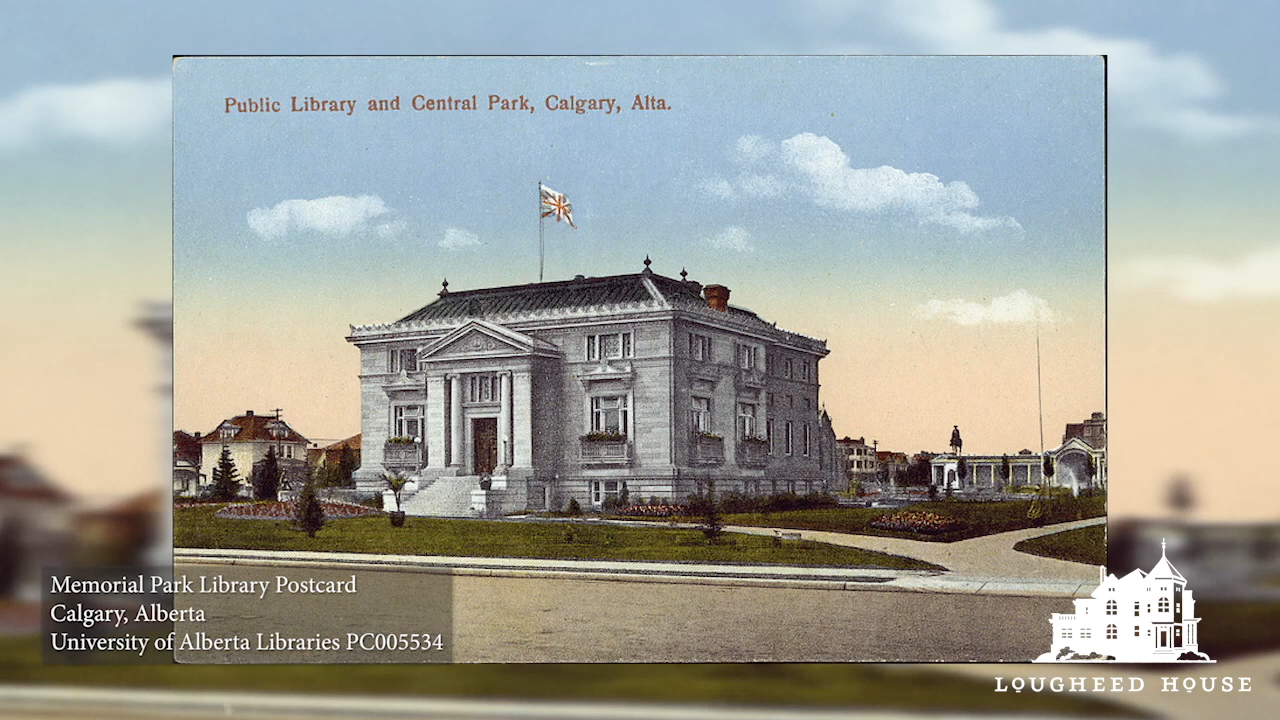 Public Library and Central Park, Calgary, Alta.
Memorial Park Library Postcard
Calgary, Alberta
University of Alberta Libraries PC005534
LOUGHEED HOUSE